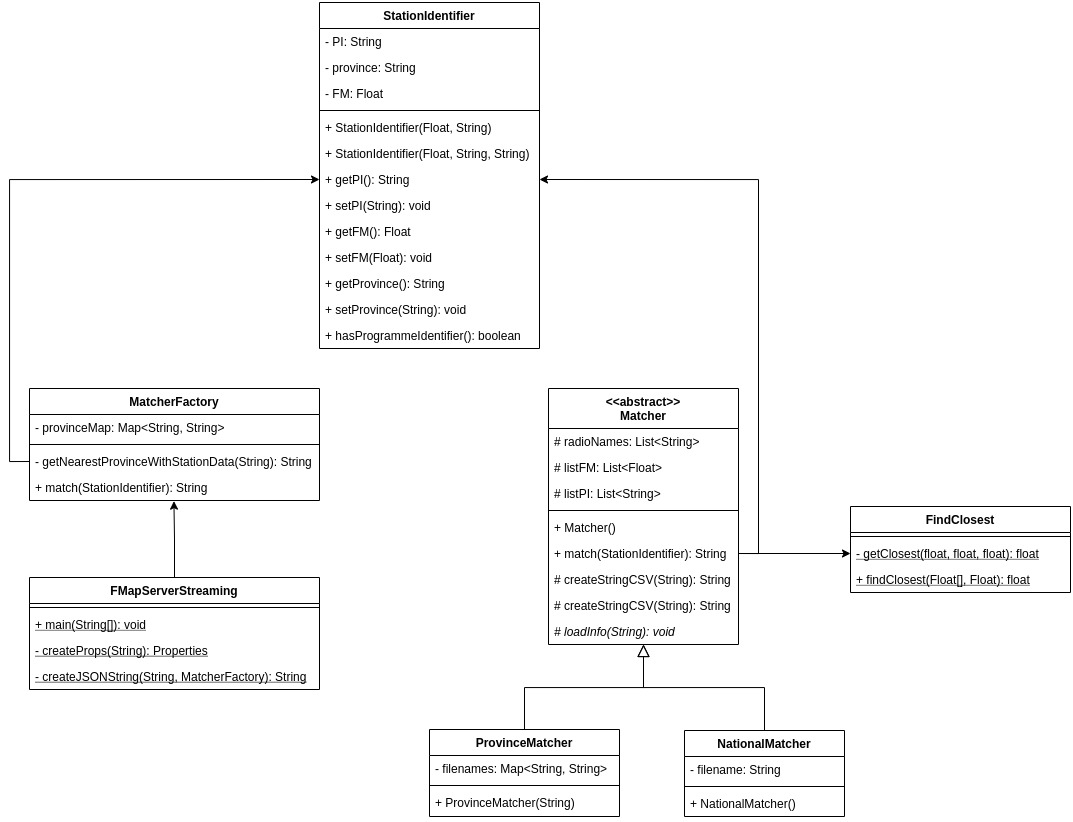 StationIdentifier
- PI: String
- province: String
- FM: Float
+ StationIdentifier(Float, String)
+ StationIdentifier(Float, String, String)
+ getPI(): String
+ setPI(String): void
+ getFM(): Float
+ setFM(Float): void
+ getProvince(): String
+ setProvince(String): void
+ hasProgrammeIdentifier(): boolean
MatcherFactory
- provinceMap: Map<String, String>
- getNearestProvinceWithStationData(String): String
+ match(StationIdentifier): String
<<abstract>>
Matcher
# radioNames: List<String>
# listFM: List<Float>
# listPI: List<String>
+ Matcher()
+ match(StationIdentifier): String
# createStringCSV(String): String
# createStringCSV(String): String
# loadInfo(String): void
FindClosest
- getClosest(float, float, float): float
+ findClosest(Float[], Float): float
FMapServerStreaming
+ main(String[]): void
- createProps(String): Properties
- createJSONString(String, MatcherFactory): String
ProvinceMatcher
- filenames: Map<String, String>
+ ProvinceMatcher(String)
NationalMatcher
- filename: String
+ NationalMatcher()